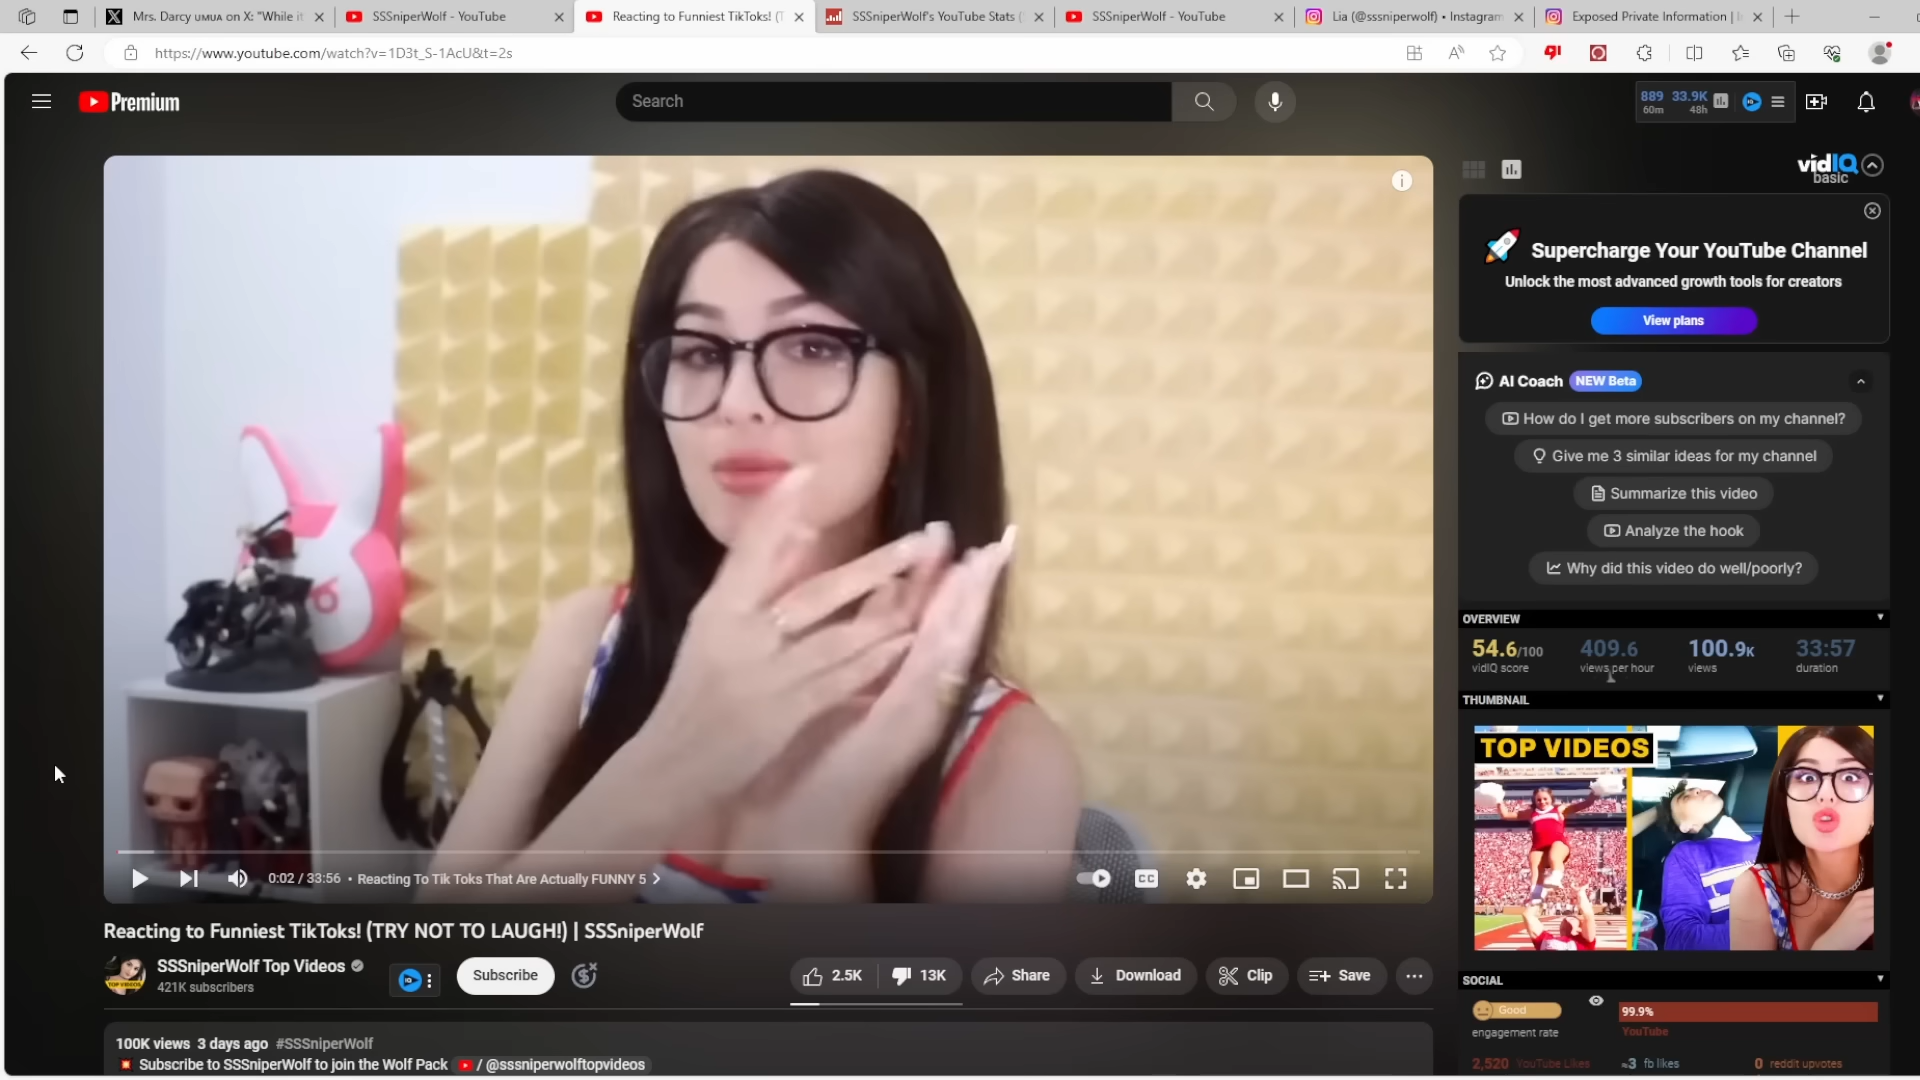 Mrs. Darcy UMUA on X: "While it
SSSniperWolf - YouTube
Reacting to Funniest TikToks! (T
SSSniperWolf's YouTube Stats (
SSSniperWolf - YouTube
Lia (@sssniperwolf) • Instagram
Exposed Private Information |
https://www.youtube.com/watch?v=1D3t_S-1AcU&t=2s
Premium
Search
889 33.9K
60m 48h
vidIQ
basic
Supercharge Your YouTube Channel
Unlock the most advanced growth tools for creators
View plans
AI Coach NEW Beta
How do I get more subscribers on my channel?
Give me 3 similar ideas for my channel
Summarize this video
Analyze the hook
Why did this video do well/poorly?
OVERVIEW
54.6/100 409.6 100.9K 33:57
vidIQ score views per hour views duration
THUMBNAIL
TOP VIDEOS
0:02 / 33:56 • Reacting To Tik Toks That Are Actually FUNNY 5
CC
Reacting to Funniest TikToks! (TRY NOT TO LAUGH!) | SSSniperWolf
SSSniperWolf Top Videos
421K subscribers
Subscribe
2.5K
13K
Share
Download
Clip
Save
SOCIAL
Good
engagement rate
99.9%
YouTube
2,520 YouTube Likes
≈3 fb likes
0 reddit upvotes
100K views 3 days ago #SSSniperWolf
Subscribe to SSSniperWolf to join the Wolf Pack / @sssniperwolftopvideos